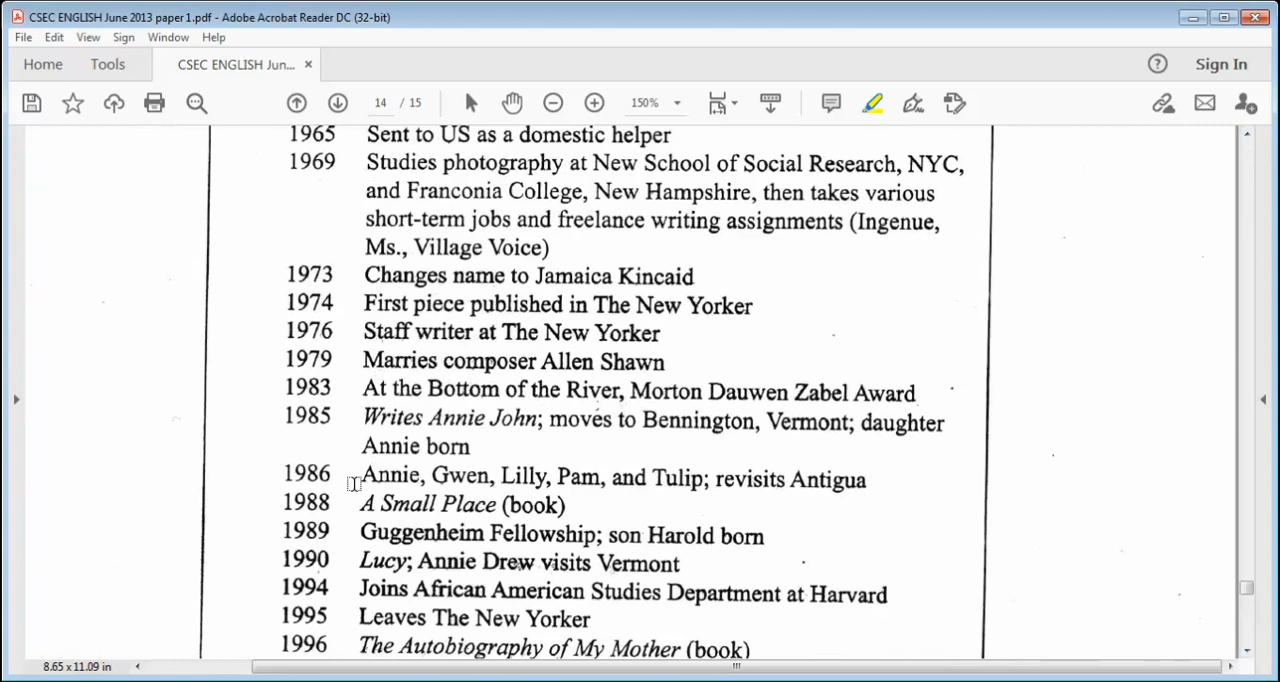 CSEC ENGLISH June 2013 paper 1.pdf - Adobe Acrobat Reader DC (32-bit)
File Edit View Sign Window Help
Home Tools CSEC ENGLISH Jun... × Sign In
14 / 15 150%
1965 Sent to US as a domestic helper
1969 Studies photography at New School of Social Research, NYC,
and Franconia College, New Hampshire, then takes various
short-term jobs and freelance writing assignments (Ingenue,
Ms., Village Voice)
1973 Changes name to Jamaica Kincaid
1974 First piece published in The New Yorker
1976 Staff writer at The New Yorker
1979 Marries composer Allen Shawn
1983 At the Bottom of the River, Morton Dauwen Zabel Award
1985 Writes Annie John; moves to Bennington, Vermont; daughter
Annie born
1986 Annie, Gwen, Lilly, Pam, and Tulip; revisits Antigua
1988 A Small Place (book)
1989 Guggenheim Fellowship; son Harold born
1990 Lucy; Annie Drew visits Vermont
1994 Joins African American Studies Department at Harvard
1995 Leaves The New Yorker
1996 The Autobiography of My Mother (book)
8.65 x 11.09 in